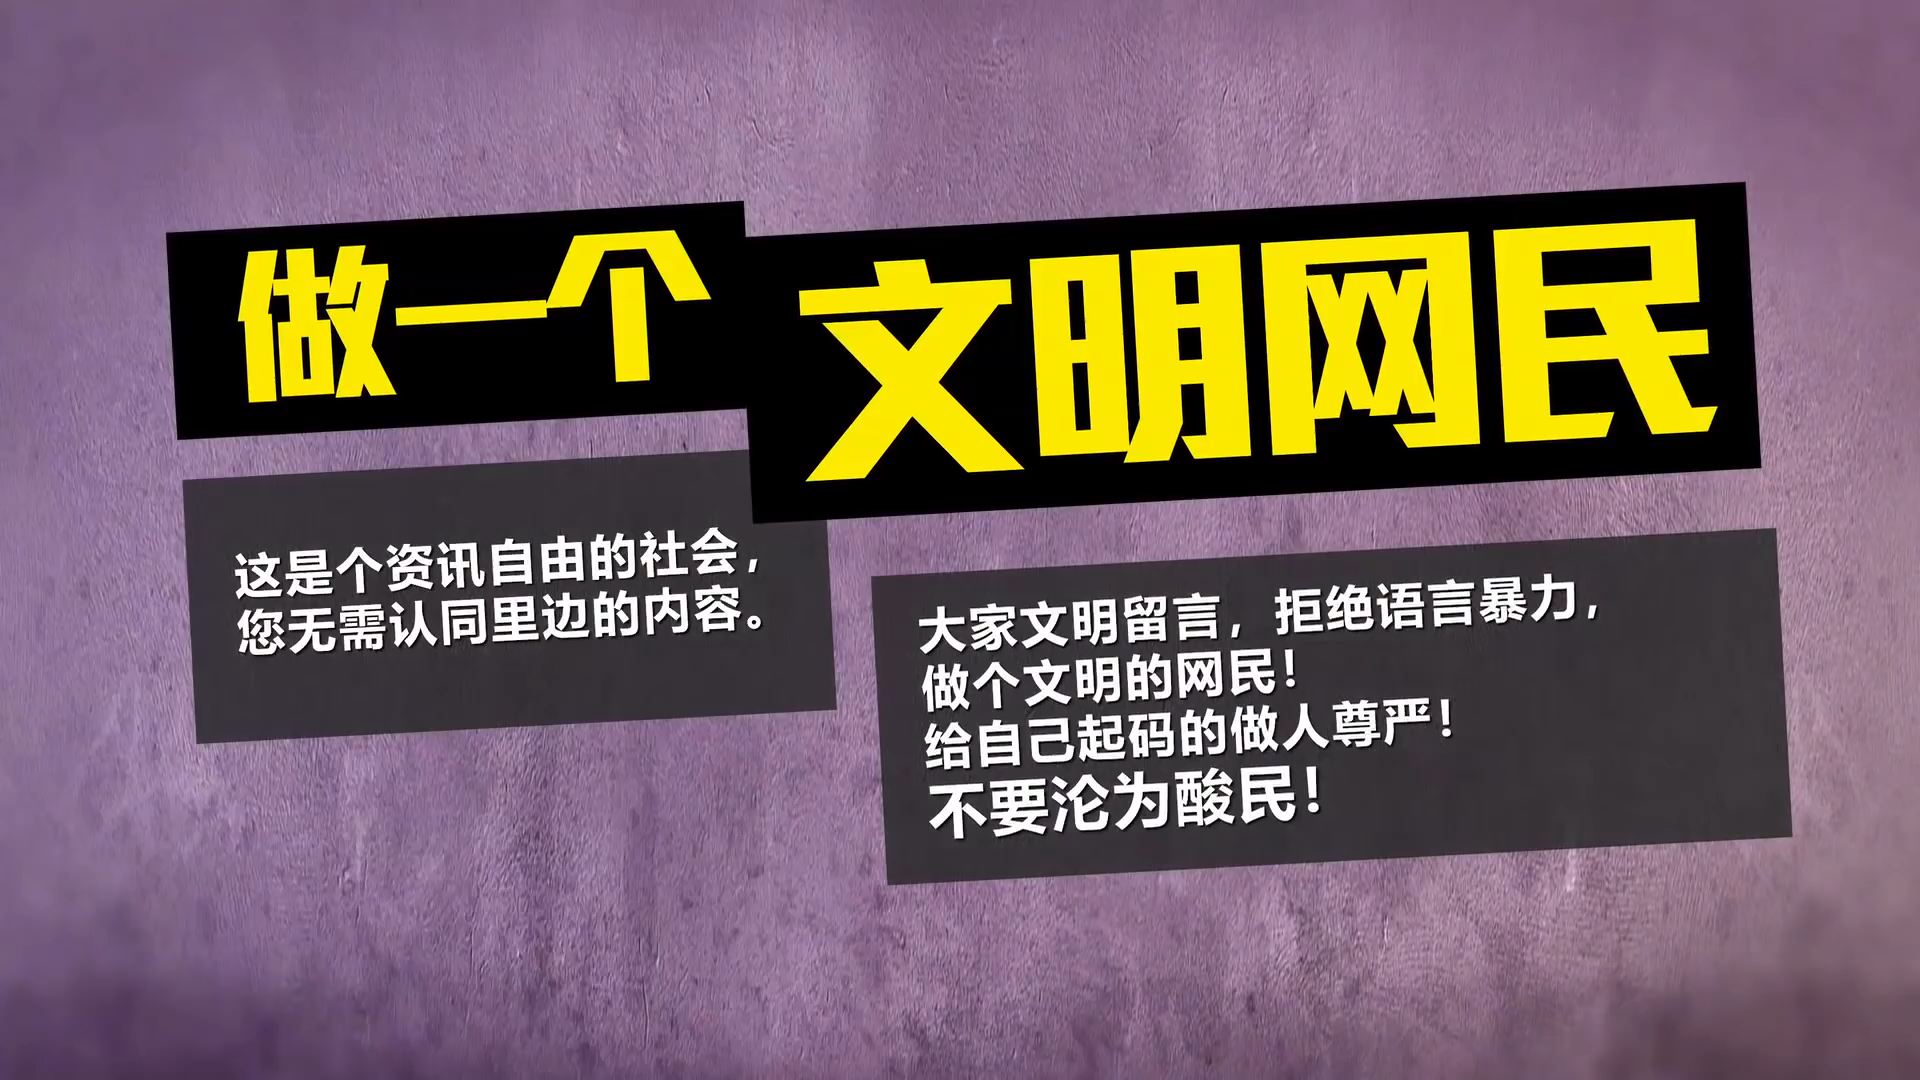 做一个
文明网民
这是个资讯自由的社会，
您无需认同里边的内容。
大家文明留言，拒绝语言暴力，
做个文明的网民！
给自己起码的做人尊严！
不要沦为酸民！